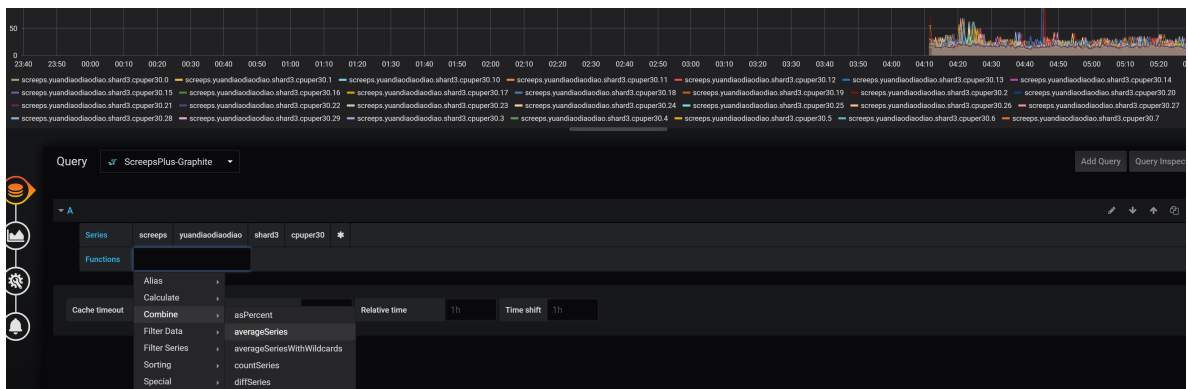 50
0
23:40 23:50 00:00 00:10 00:20 00:30 00:40 00:50 01:00 01:10 01:20 01:30 01:40 01:50 02:00 02:10 02:20 02:30 02:40 02:50 03:00 03:10 03:20 03:30 03:40 03:50 04:00 04:10 04:20 04:30 04:40 04:50 05:00 05:10 05:20
screeps.yuandiaodiaodiao.shard3.cpuper30.0 screeps.yuandiaodiaodiao.shard3.cpuper30.1 screeps.yuandiaodiaodiao.shard3.cpuper30.10 screeps.yuandiaodiaodiao.shard3.cpuper30.11 screeps.yuandiaodiaodiao.shard3.cpuper30.12 screeps.yuandiaodiaodiao.shard3.cpuper30.13 screeps.yuandiaodiaodiao.shard3.cpuper30.14
screeps.yuandiaodiaodiao.shard3.cpuper30.15 screeps.yuandiaodiaodiao.shard3.cpuper30.16 screeps.yuandiaodiaodiao.shard3.cpuper30.17 screeps.yuandiaodiaodiao.shard3.cpuper30.18 screeps.yuandiaodiaodiao.shard3.cpuper30.19 screeps.yuandiaodiaodiao.shard3.cpuper30.2 screeps.yuandiaodiaodiao.shard3.cpuper30.20
screeps.yuandiaodiaodiao.shard3.cpuper30.21 screeps.yuandiaodiaodiao.shard3.cpuper30.22 screeps.yuandiaodiaodiao.shard3.cpuper30.23 screeps.yuandiaodiaodiao.shard3.cpuper30.24 screeps.yuandiaodiaodiao.shard3.cpuper30.25 screeps.yuandiaodiaodiao.shard3.cpuper30.26 screeps.yuandiaodiaodiao.shard3.cpuper30.27
screeps.yuandiaodiaodiao.shard3.cpuper30.28 screeps.yuandiaodiaodiao.shard3.cpuper30.29 screeps.yuandiaodiaodiao.shard3.cpuper30.3 screeps.yuandiaodiaodiao.shard3.cpuper30.4 screeps.yuandiaodiaodiao.shard3.cpuper30.5 screeps.yuandiaodiaodiao.shard3.cpuper30.6 screeps.yuandiaodiaodiao.shard3.cpuper30.7
Query ScreepsPlus-Graphite Add Query Query Inspec
A
Series screeps yuandiaodiaodiao shard3 cpuper30 *
Functions
Alias
Calculate
Cache timeout Combine asPercent Relative time 1h Time shift 1h
Filter Data averageSeries
Filter Series averageSeriesWithWildcards
Sorting countSeries
Special diffSeries